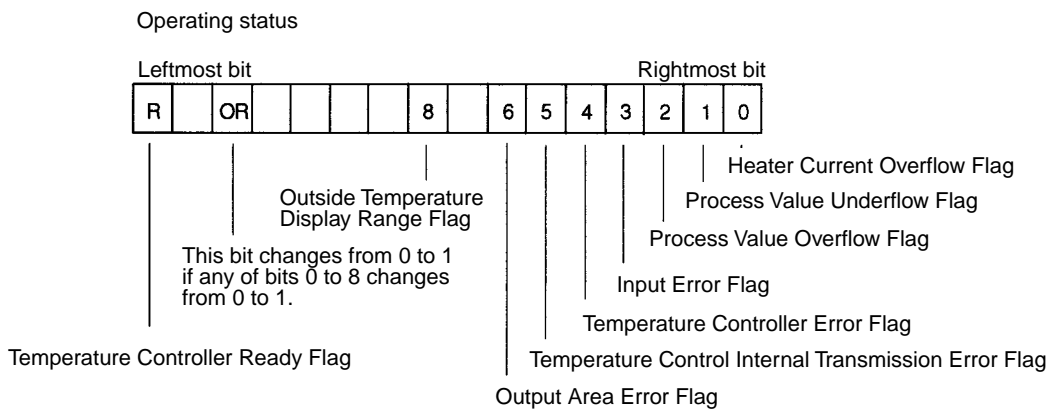 Operating status
Leftmost bit
Rightmost bit
R OR 8 6 5 4 3 2 1 0
Heater Current Overflow Flag
Outside Temperature
Display Range Flag
Process Value Underflow Flag
Process Value Overflow Flag
This bit changes from 0 to 1
if any of bits 0 to 8 changes
from 0 to 1.
Input Error Flag
Temperature Controller Error Flag
Temperature Controller Ready Flag
Temperature Control Internal Transmission Error Flag
Output Area Error Flag